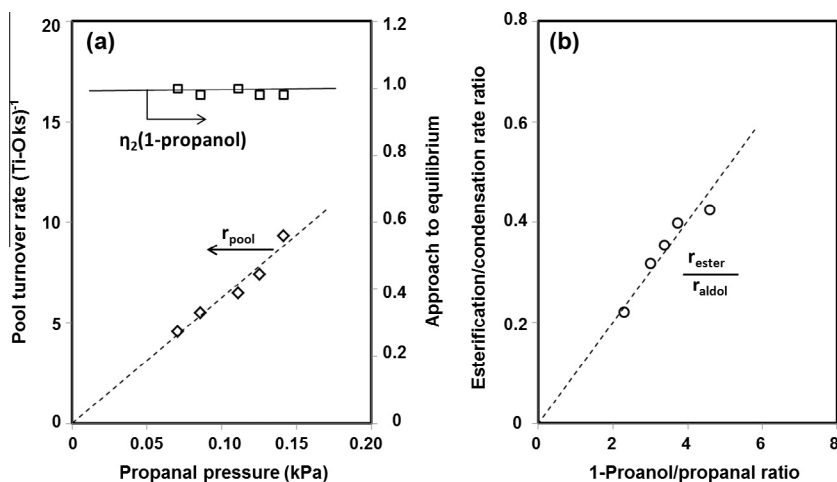 (a)
20
15
10
5
0
Pool turnover rate (Ti-O ks)-1
1.2
1.0
0.8
0.6
0.4
0.2
0
Approach to equilibrium
η2(1-propanol)
rpool
0
0.05
0.10
0.15
0.20
Propanal pressure (kPa)
(b)
0.8
0.6
0.4
0.2
0
Esterification/condensation rate ratio
rester
raldol
0
2
4
6
8
1-Proanol/propanal ratio